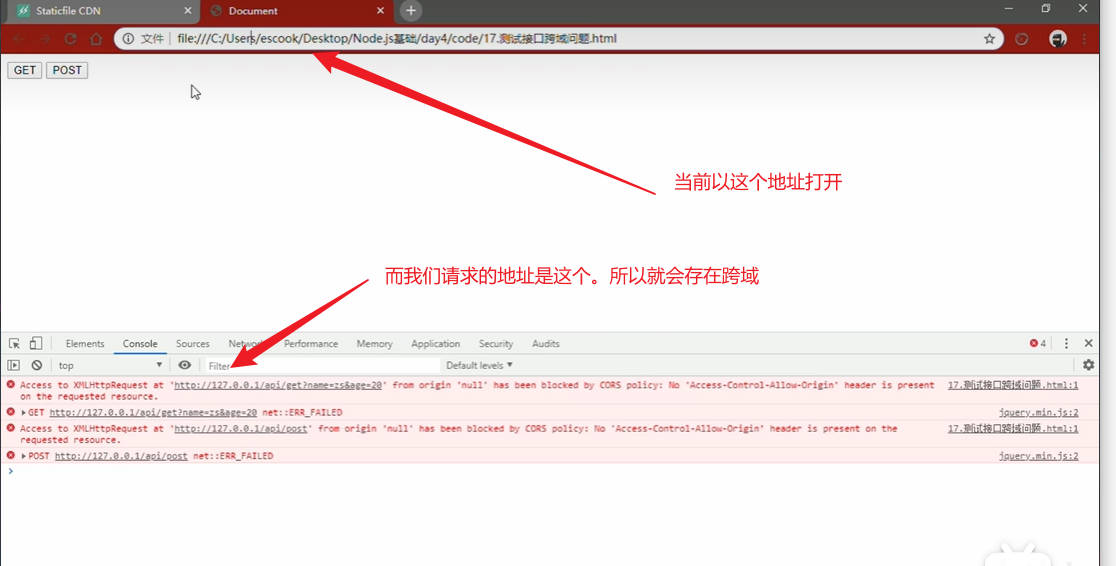 Staticfile CDN
Document
文件 | file:///C:/Users/escook/Desktop/Node.js基础/day4/code/17.测试接口跨域问题.html
GET POST
当前以这个地址打开
而我们请求的地址是这个。所以就会存在跨域
Elements Console Sources Network Performance Memory Application Security Audits 4
top Filter Default levels
Access to XMLHttpRequest at 'http://127.0.0.1/api/get?name=zs&age=20' from origin 'null' has been blocked by CORS policy: No 'Access-Control-Allow-Origin' header is present 17.测试接口跨域问题.html:1
on the requested resource.
GET http://127.0.0.1/api/get?name=zs&age=20 net::ERR_FAILED jquery.min.js:2
Access to XMLHttpRequest at 'http://127.0.0.1/api/post' from origin 'null' has been blocked by CORS policy: No 'Access-Control-Allow-Origin' header is present on the 17.测试接口跨域问题.html:1
requested resource.
POST http://127.0.0.1/api/post net::ERR_FAILED jquery.min.js:2